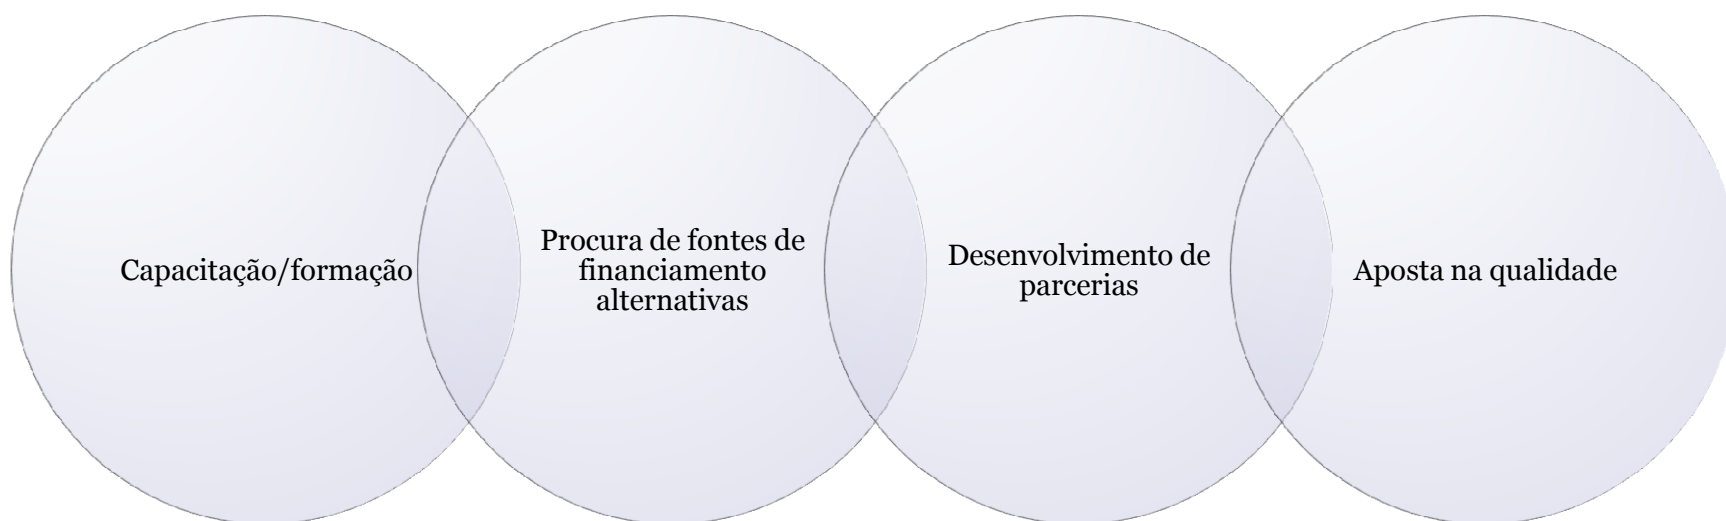 Capacitação/formação
Procura de fontes de
financiamento
alternativas
Desenvolvimento de
parcerias
Aposta na qualidade